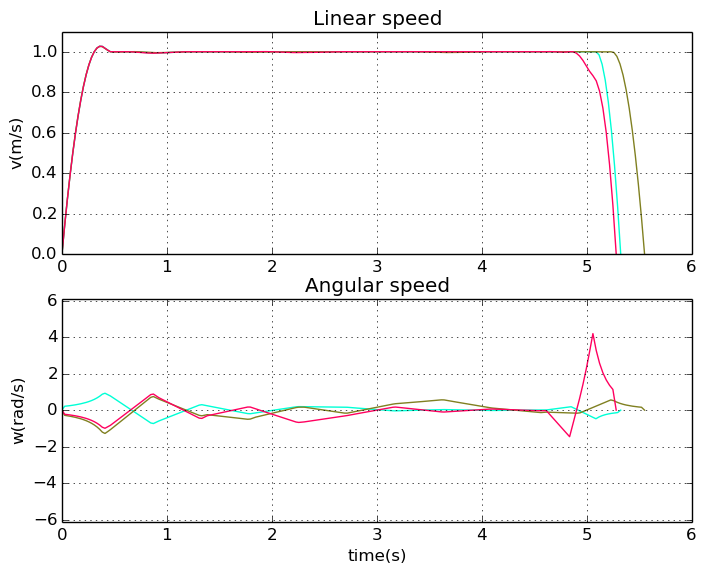 Linear speed
v(m/s)
1.0
0.8
0.6
0.4
0.2
0.0
0 1 2 3 4 5 6
Angular speed
w(rad/s)
6
4
2
0
−2
−4
−6
0 1 2 3 4 5 6
time(s)